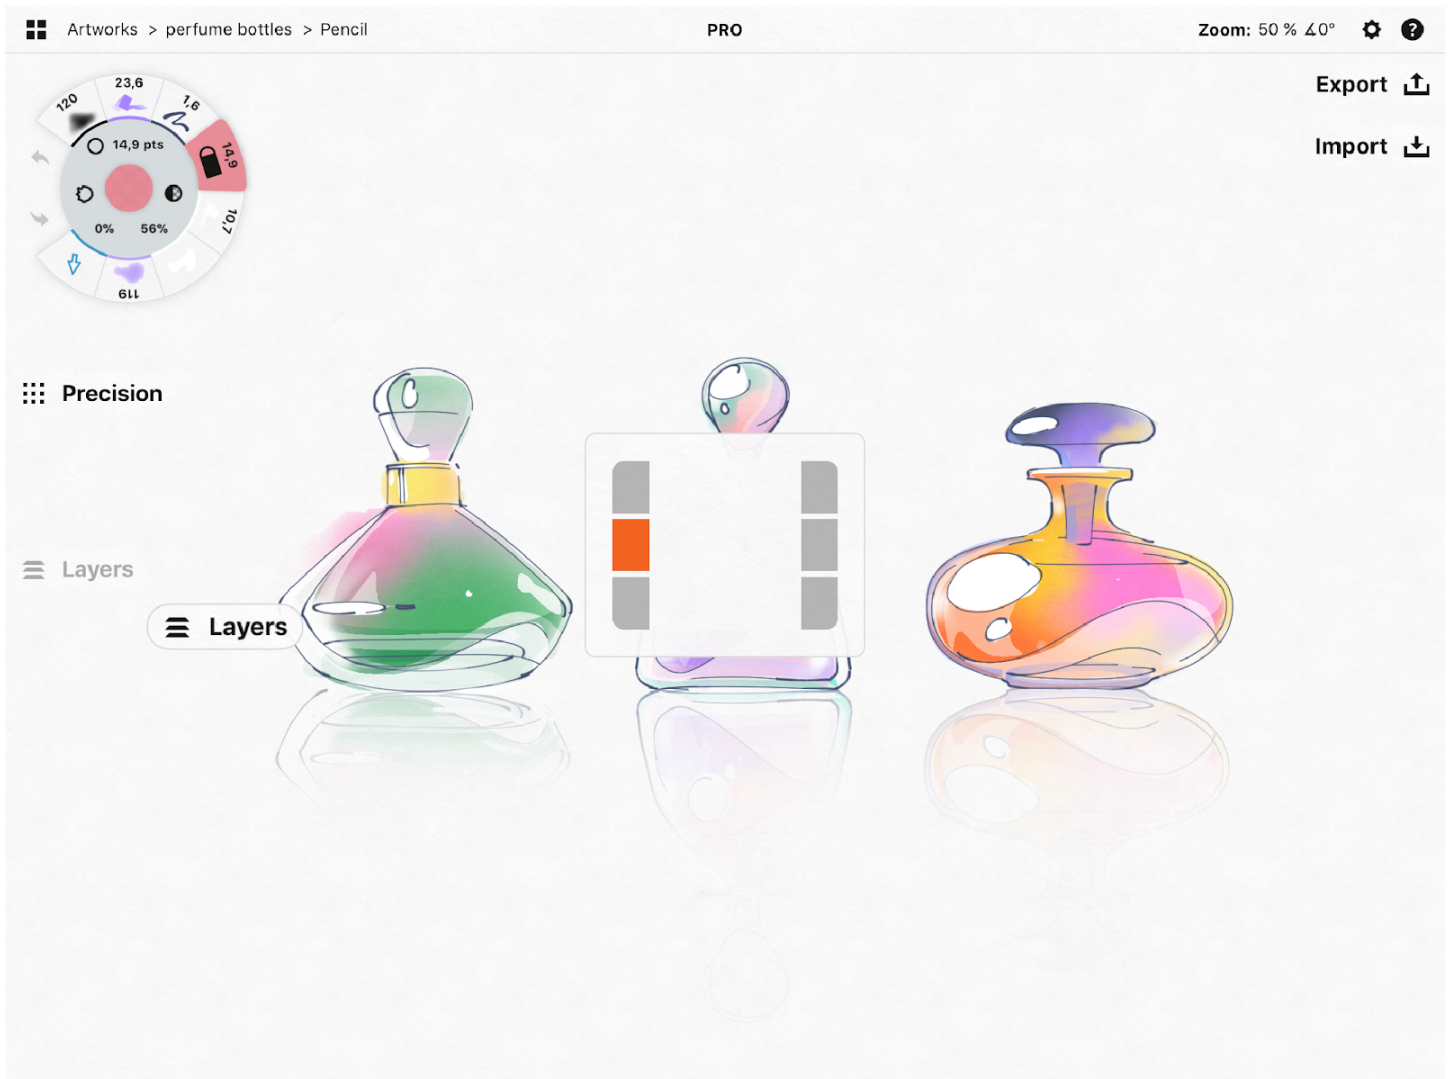 Artworks > perfume bottles > Pencil
PRO
Zoom: 50 % ∡0°
?
Export
Import
120
23,6
1,6
14,9
10,7
119
14,9 pts
0%
56%
Precision
Layers
Layers